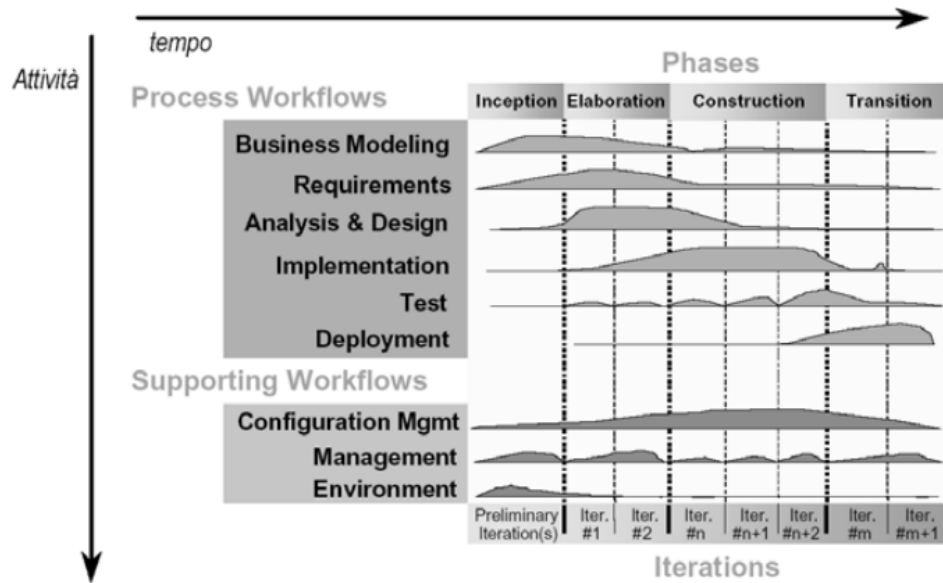 tempo
Attività
Phases
Process Workflows
Inception Elaboration Construction Transition
Business Modeling
Requirements
Analysis & Design
Implementation
Test
Deployment
Supporting Workflows
Configuration Mgmt
Management
Environment
Preliminary Iteration(s)
Iter. #1
Iter. #2
Iter. #n
Iter. #n+1
Iter. #n+2
Iter. #m
Iter. #m+1
Iterations